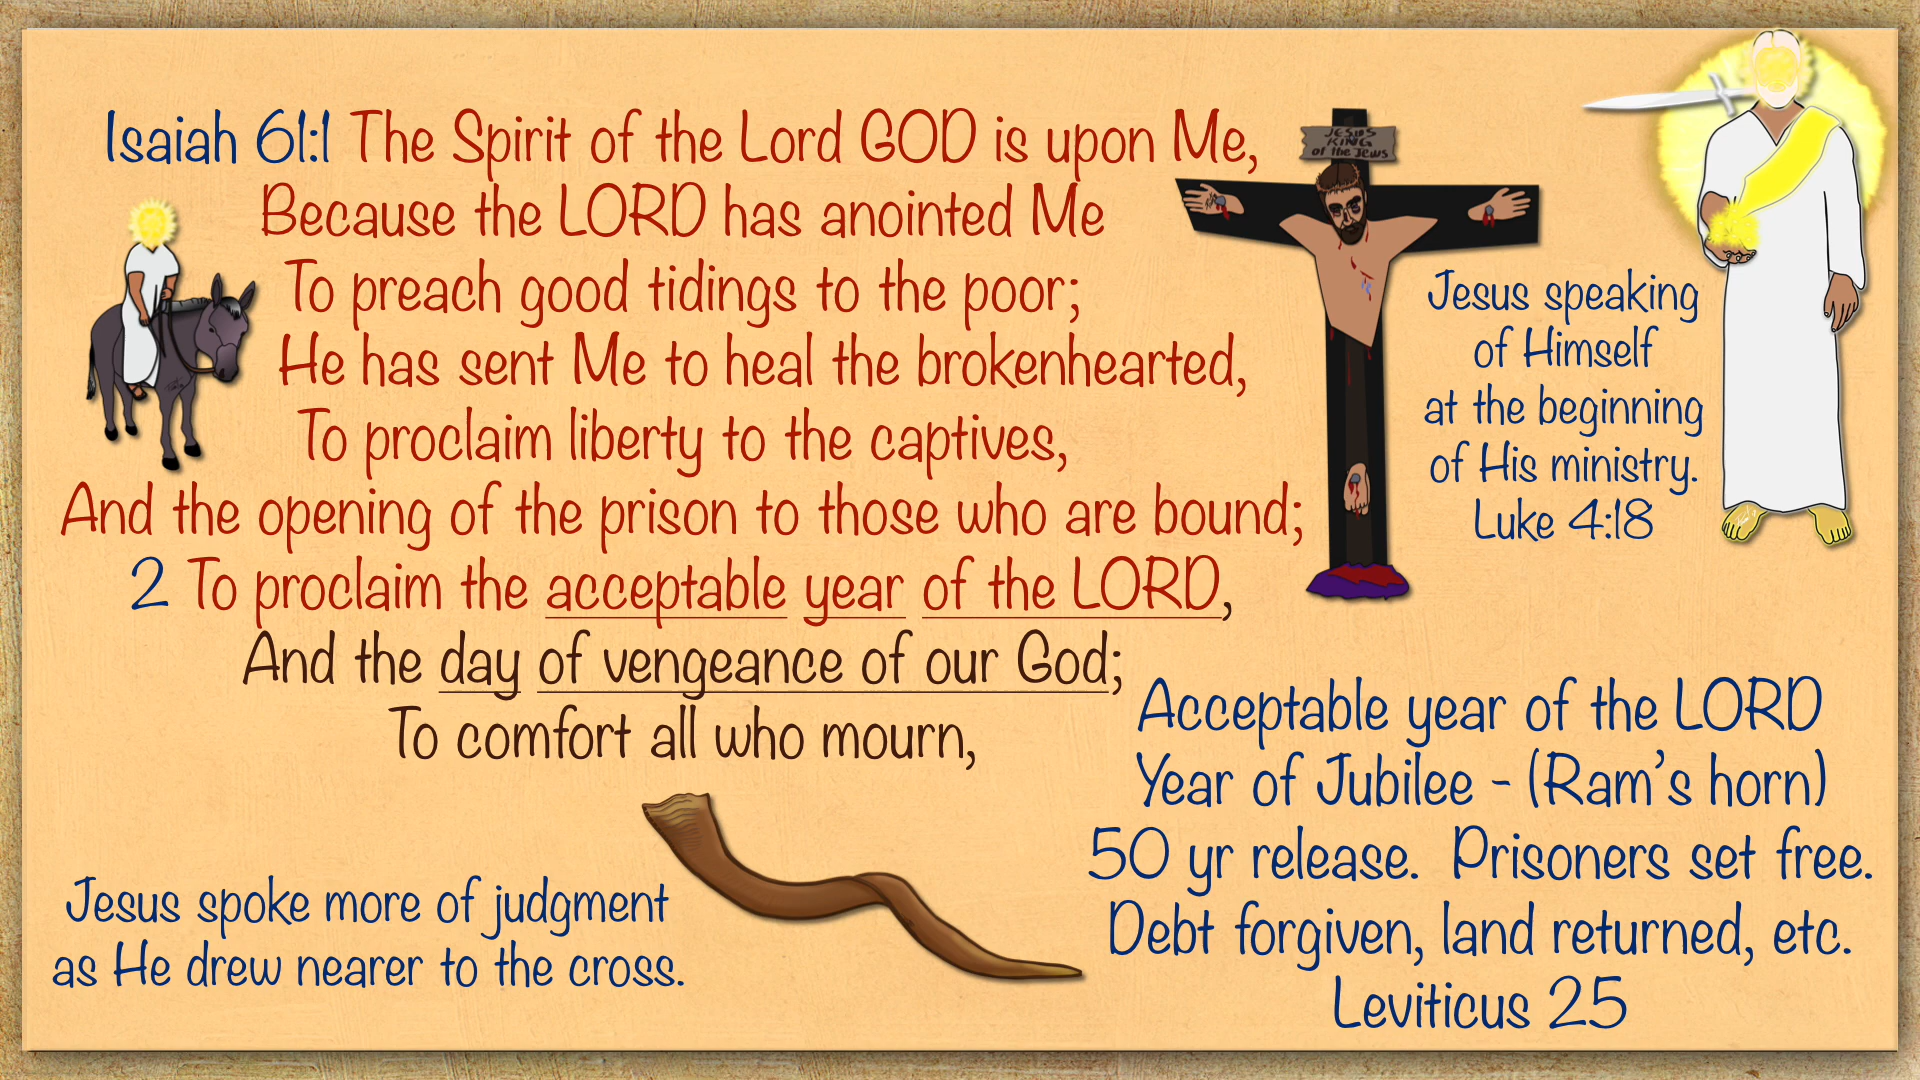 Isaiah 61:1 The Spirit of the Lord GOD is upon Me,
Because the LORD has anointed Me
To preach good tidings to the poor;
He has sent Me to heal the brokenhearted,
To proclaim liberty to the captives,
And the opening of the prison to those who are bound;
2 To proclaim the acceptable year of the LORD,
And the day of vengeance of our God;
To comfort all who mourn,
JESUS
KING
of the Jews
Jesus speaking
of Himself
at the beginning
of His ministry.
Luke 4:18
Acceptable year of the LORD
Year of Jubilee - (Ram's horn)
50 yr release. Prisoners set free.
Debt forgiven, land returned, etc.
Leviticus 25
Jesus spoke more of judgment
as He drew nearer to the cross.